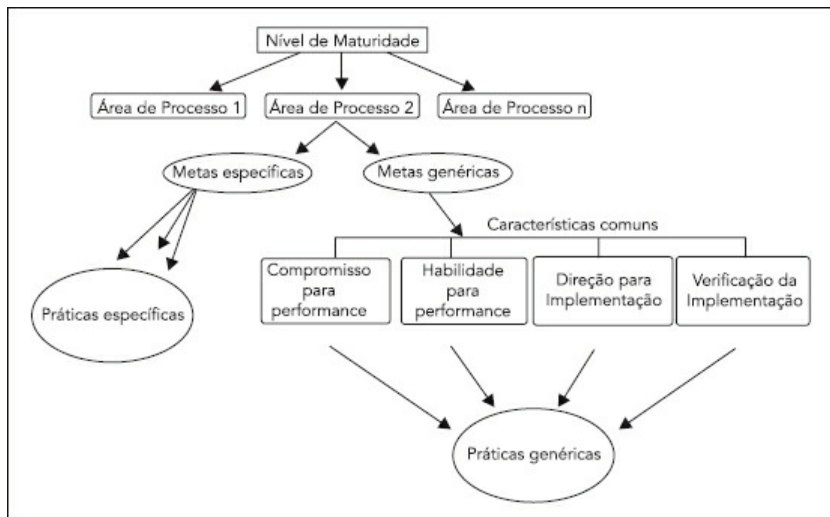 Nível de Maturidade
Área de Processo 1
Área de Processo 2
Área de Processo n
Metas específicas
Metas genéricas
Características comuns
Compromisso
para
performance
Habilidade
para
performance
Direção para
Implementação
Verificação da
Implementação
Práticas específicas
Práticas genéricas